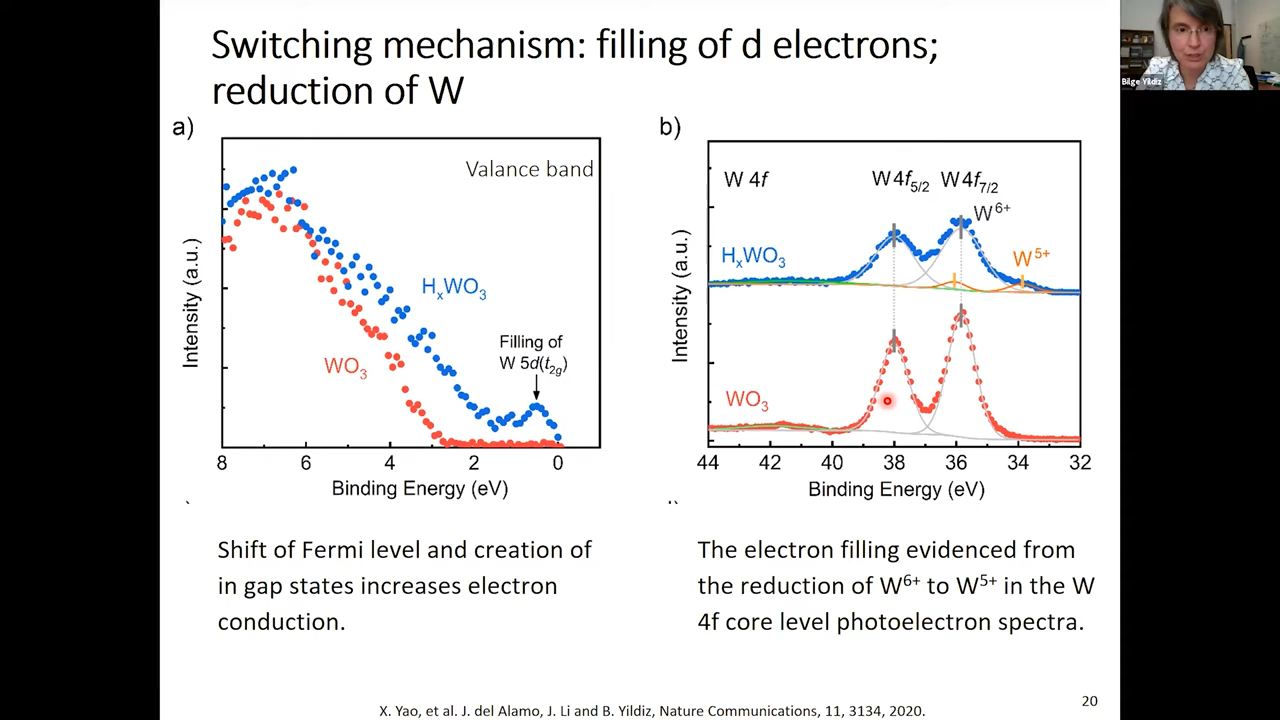 Switching mechanism: filling of d electrons;
reduction of W
Bilge Yildiz
a)
Valance band
HxWO3
WO3
Filling of
W 5d(t2g)
Intensity (a.u.)
8 6 4 2 0
Binding Energy (eV)
b)
W 4f
W 4f5/2 W 4f7/2
W6+
HxWO3
W5+
WO3
Intensity (a.u.)
44 42 40 38 36 34 32
Binding Energy (eV)
Shift of Fermi level and creation of
in gap states increases electron
conduction.
The electron filling evidenced from
the reduction of W6+ to W5+ in the W
4f core level photoelectron spectra.
20
X. Yao, et al. J. del Alamo, J. Li and B. Yildiz, Nature Communications, 11, 3134, 2020.